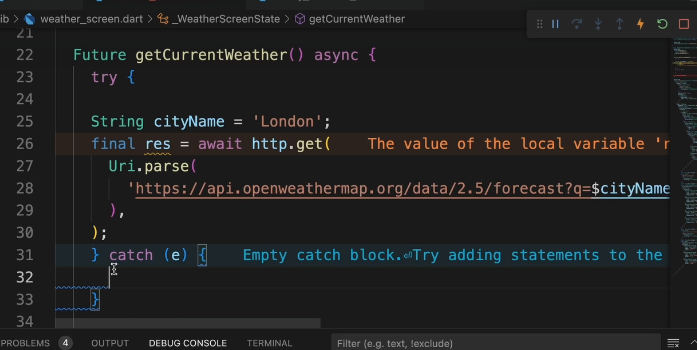 ib > weather_screen.dart > _WeatherScreenState > getCurrentWeather
21
22 Future getCurrentWeather() async {
23 try {
24
25 String cityName = 'London';
26 final res = await http.get( The value of the local variable 'r
27 Uri.parse(
28 'https://api.openweathermap.org/data/2.5/forecast?q=$cityName
29 ),
30 );
31 } catch (e) { Empty catch block.⏎Try adding statements to the
32
33 }
34
PROBLEMS 4 OUTPUT DEBUG CONSOLE TERMINAL Filter (e.g. text, !exclude)